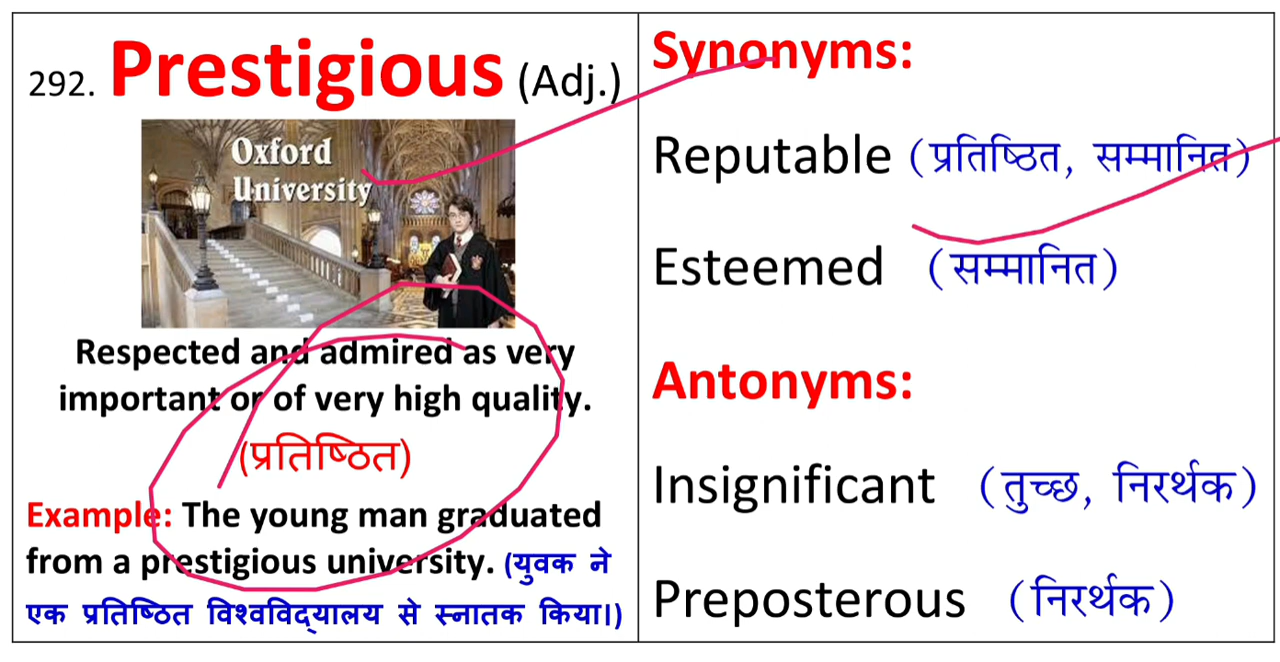 292. Prestigious (Adj.)
Oxford
University
Respected and admired as very
important or of very high quality.
(प्रतिष्ठित)
Example: The young man graduated
from a prestigious university. (युवक ने
एक प्रतिष्ठित विश्वविद्यालय से स्नातक किया।)
Synonyms:
Reputable (प्रतिष्ठित, सम्मानित)
Esteemed (सम्मानित)
Antonyms:
Insignificant (तुच्छ, निरर्थक)
Preposterous (निरर्थक)